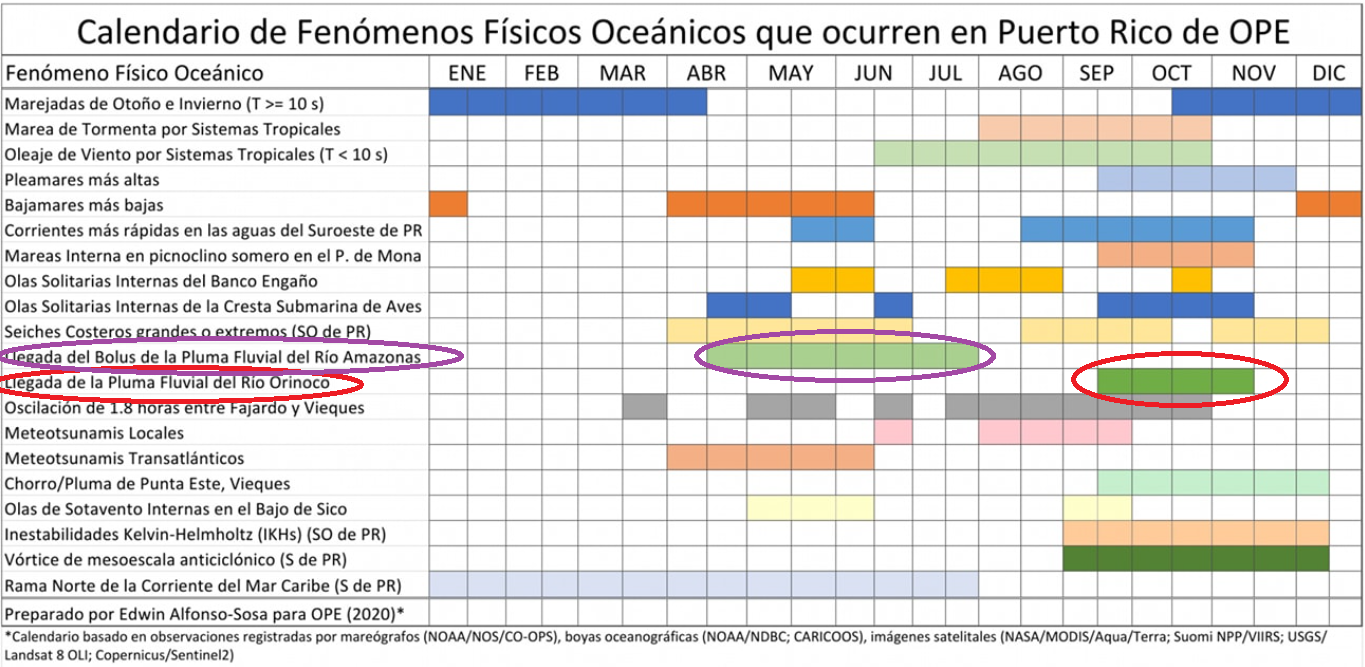 Calendario de Fenómenos Físicos Oceánicos que ocurren en Puerto Rico de OPE
Fenómeno Físico Oceánico ENE FEB MAR ABR MAY JUN JUL AGO SEP OCT NOV DIC
Marejadas de Otoño e Invierno (T >= 10 s)
Marea de Tormenta por Sistemas Tropicales
Oleaje de Viento por Sistemas Tropicales (T < 10 s)
Pleamares más altas
Bajamares más bajas
Corrientes más rápidas en las aguas del Suroeste de PR
Mareas Interna en picnoclino somero en el P. de Mona
Olas Solitarias Internas del Banco Engaño
Olas Solitarias Internas de la Cresta Submarina de Aves
Seiches Costeros grandes o extremos (SO de PR)
Llegada del Bolus de la Pluma Fluvial del Río Amazonas
Llegada de la Pluma Fluvial del Río Orinoco
Oscilación de 1.8 horas entre Fajardo y Vieques
Meteotsunamis Locales
Meteotsunamis Transatlánticos
Chorro/Pluma de Punta Este, Vieques
Olas de Sotavento Internas en el Bajo de Sico
Inestabilidades Kelvin-Helmholtz (IKHs) (SO de PR)
Vórtice de mesoescala anticiclónico (S de PR)
Rama Norte de la Corriente del Mar Caribe (S de PR)
Preparado por Edwin Alfonso-Sosa para OPE (2020)*
*Calendario basado en observaciones registradas por mareógrafos (NOAA/NOS/CO-OPS), boyas oceanográficas (NOAA/NDBC; CARICOOS), imágenes satelitales (NASA/MODIS/Aqua/Terra; Suomi NPP/VIIRS; USGS/
Landsat 8 OLI; Copernicus/Sentinel2)